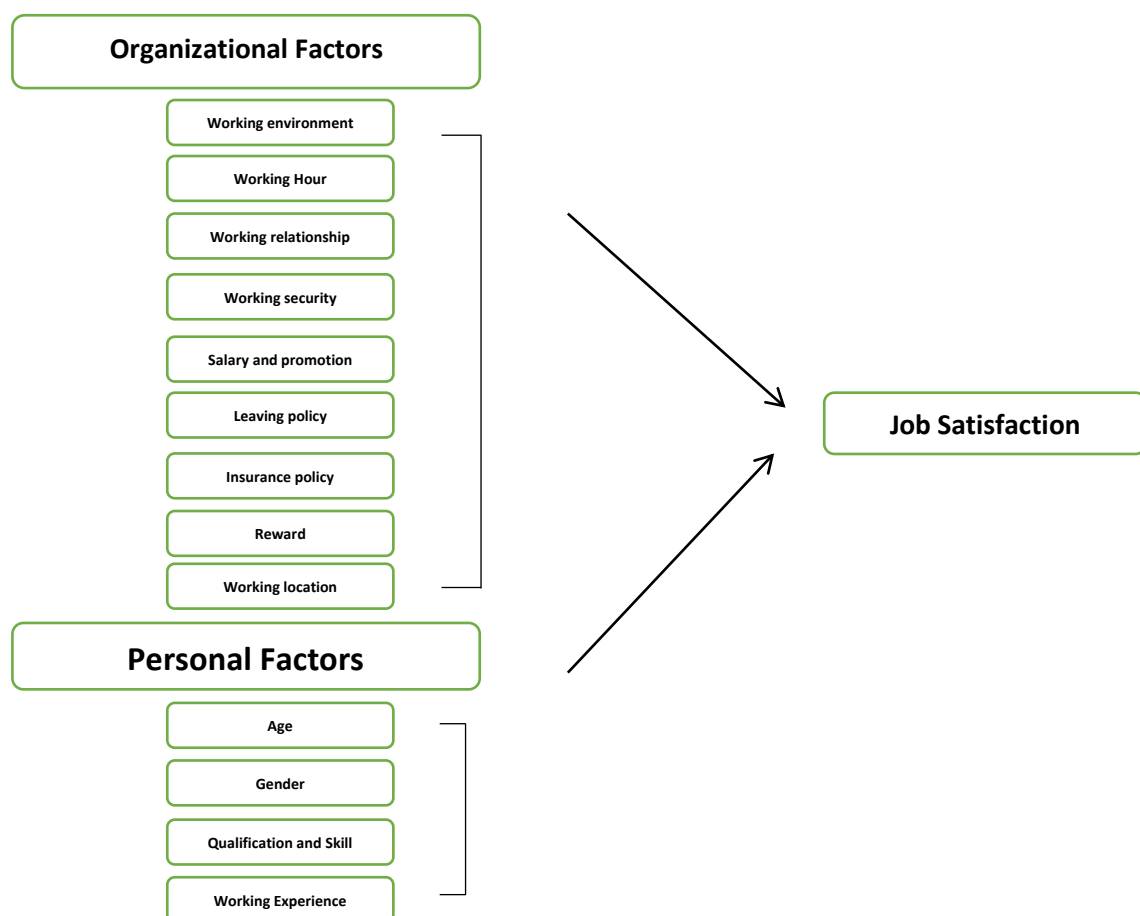 Organizational Factors
Working environment
Working Hour
Working relationship
Working security
Salary and promotion
Leaving policy
Insurance policy
Reward
Working location
Job Satisfaction
Personal Factors
Age
Gender
Qualification and Skill
Working Experience